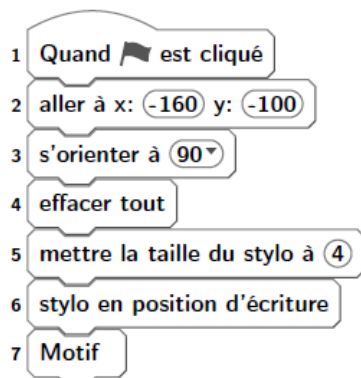 1 Quand est cliqué
2 aller à x: -160 y: -100
3 s'orienter à 90
4 effacer tout
5 mettre la taille du stylo à 4
6 stylo en position d'écriture
7 Motif